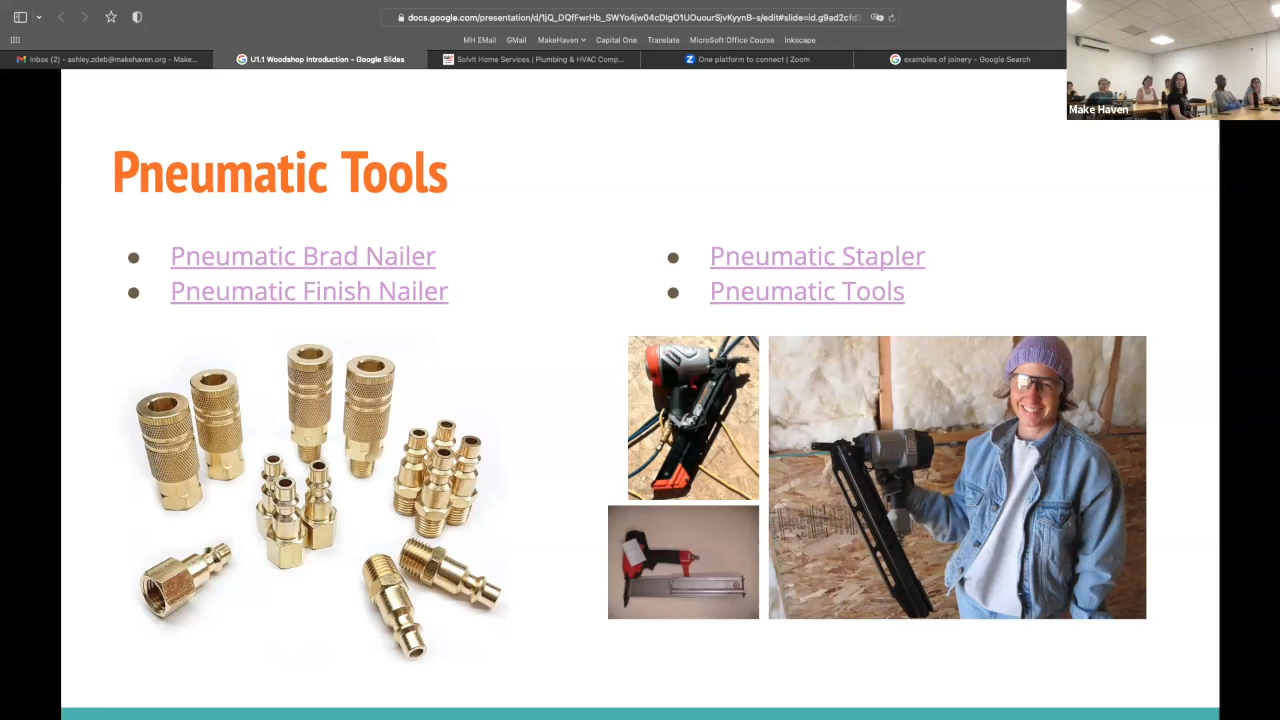 docs.google.com/presentation/d/1jQ_DQfFwrHb_SWYo4jw04cDIgO1UOuourSjvKyynB-s/edit#slide=id.g9ad2cfd
MH EMail GMail MakeHaven Capital One Translate MicroSoft Office Course Inkscape
Inbox (2) - ashley.zdeb@makehaven.org - Make...
U1.1 Woodshop Introduction - Google Slides
Solvit Home Services | Plumbing & HVAC Comp...
One platform to connect | Zoom
examples of joinery - Google Search
Make Haven
Pneumatic Tools
Pneumatic Brad Nailer
Pneumatic Finish Nailer
Pneumatic Stapler
Pneumatic Tools